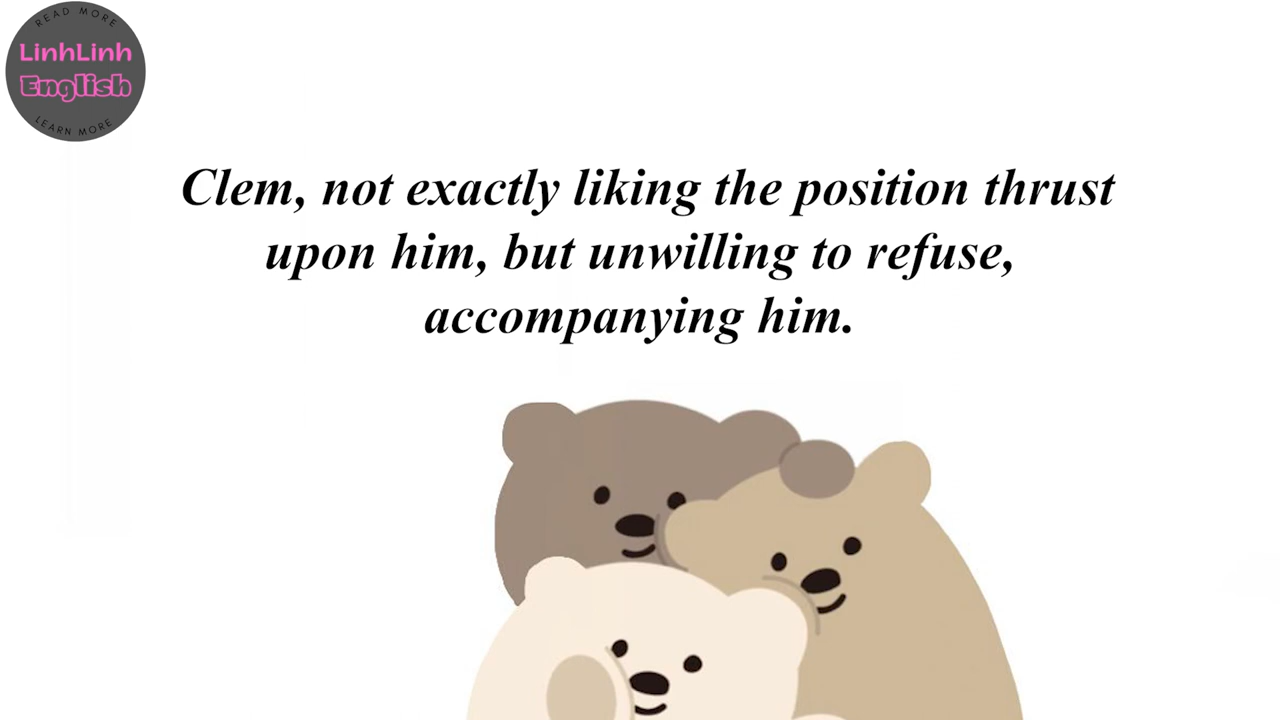 READ MORE
LinhLinh
English
LEARN MORE
Clem, not exactly liking the position thrust
upon him, but unwilling to refuse,
accompanying him.